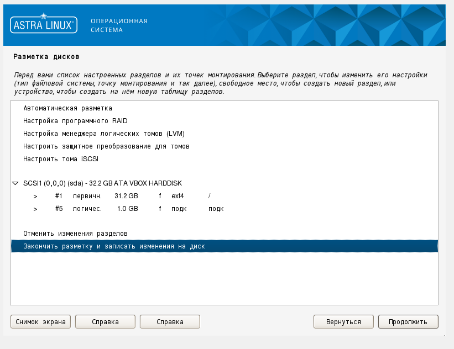 ASTRA LINUX®
ОПЕРАЦИОННАЯ
СИСТЕМА
Разметка дисков
Перед вами список настроенных разделов и их точек монтирования. Выберите раздел, чтобы изменить его настройки
(тип файловой системы, точку монтирования и так далее), свободное место, чтобы создать новый раздел, или
устройство, чтобы создать на нём новую таблицу разделов.
Автоматическая разметка
Настройка программного RAID
Настройка менеджера логических томов (LVM)
Настроить защитное преобразование для томов
Настроить тома iSCSI
SCSI1 (0,0,0) (sda) - 32.2 GB ATA VBOX HARDDISK
> #1 первичн 31.2 GB f ext4 /
> #5 логичес 1.0 GB f подк подк
Отменить изменения разделов
Закончить разметку и записать изменения на диск
Снимок экрана Справка Справка Вернуться Продолжить